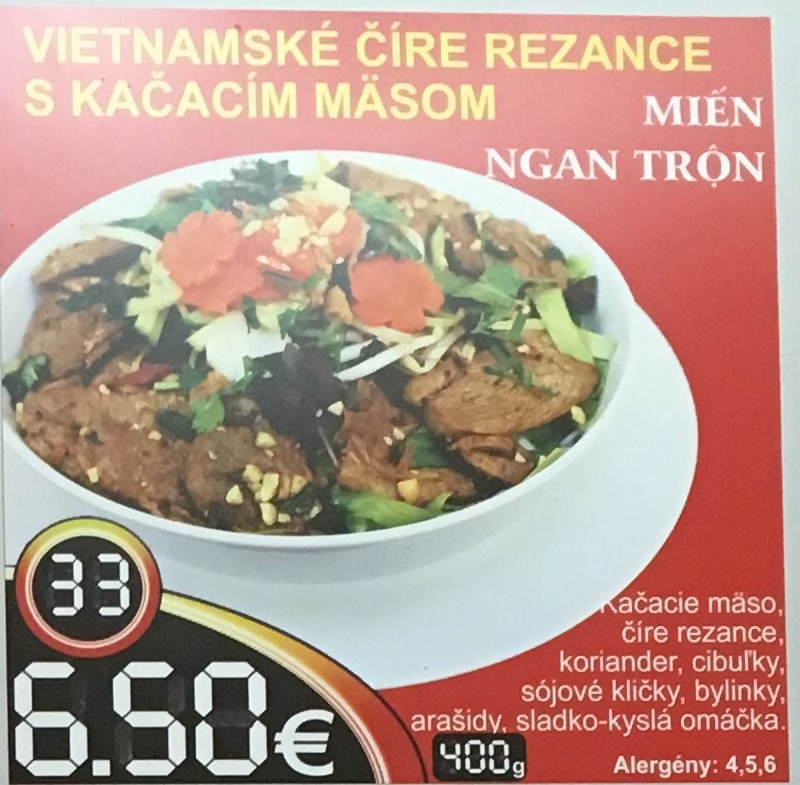 VIETNAMSKÉ ČÍRE REZANCE
S KAČACÍM MÄSOM
MIẾN
NGAN TRỘN
33
6.50€
Kačacie mäso,
číre rezance,
koriander, cibuľky,
sójové kličky, bylinky,
arašidy, sladko-kyslá omáčka.
400g
Alergény: 4,5,6